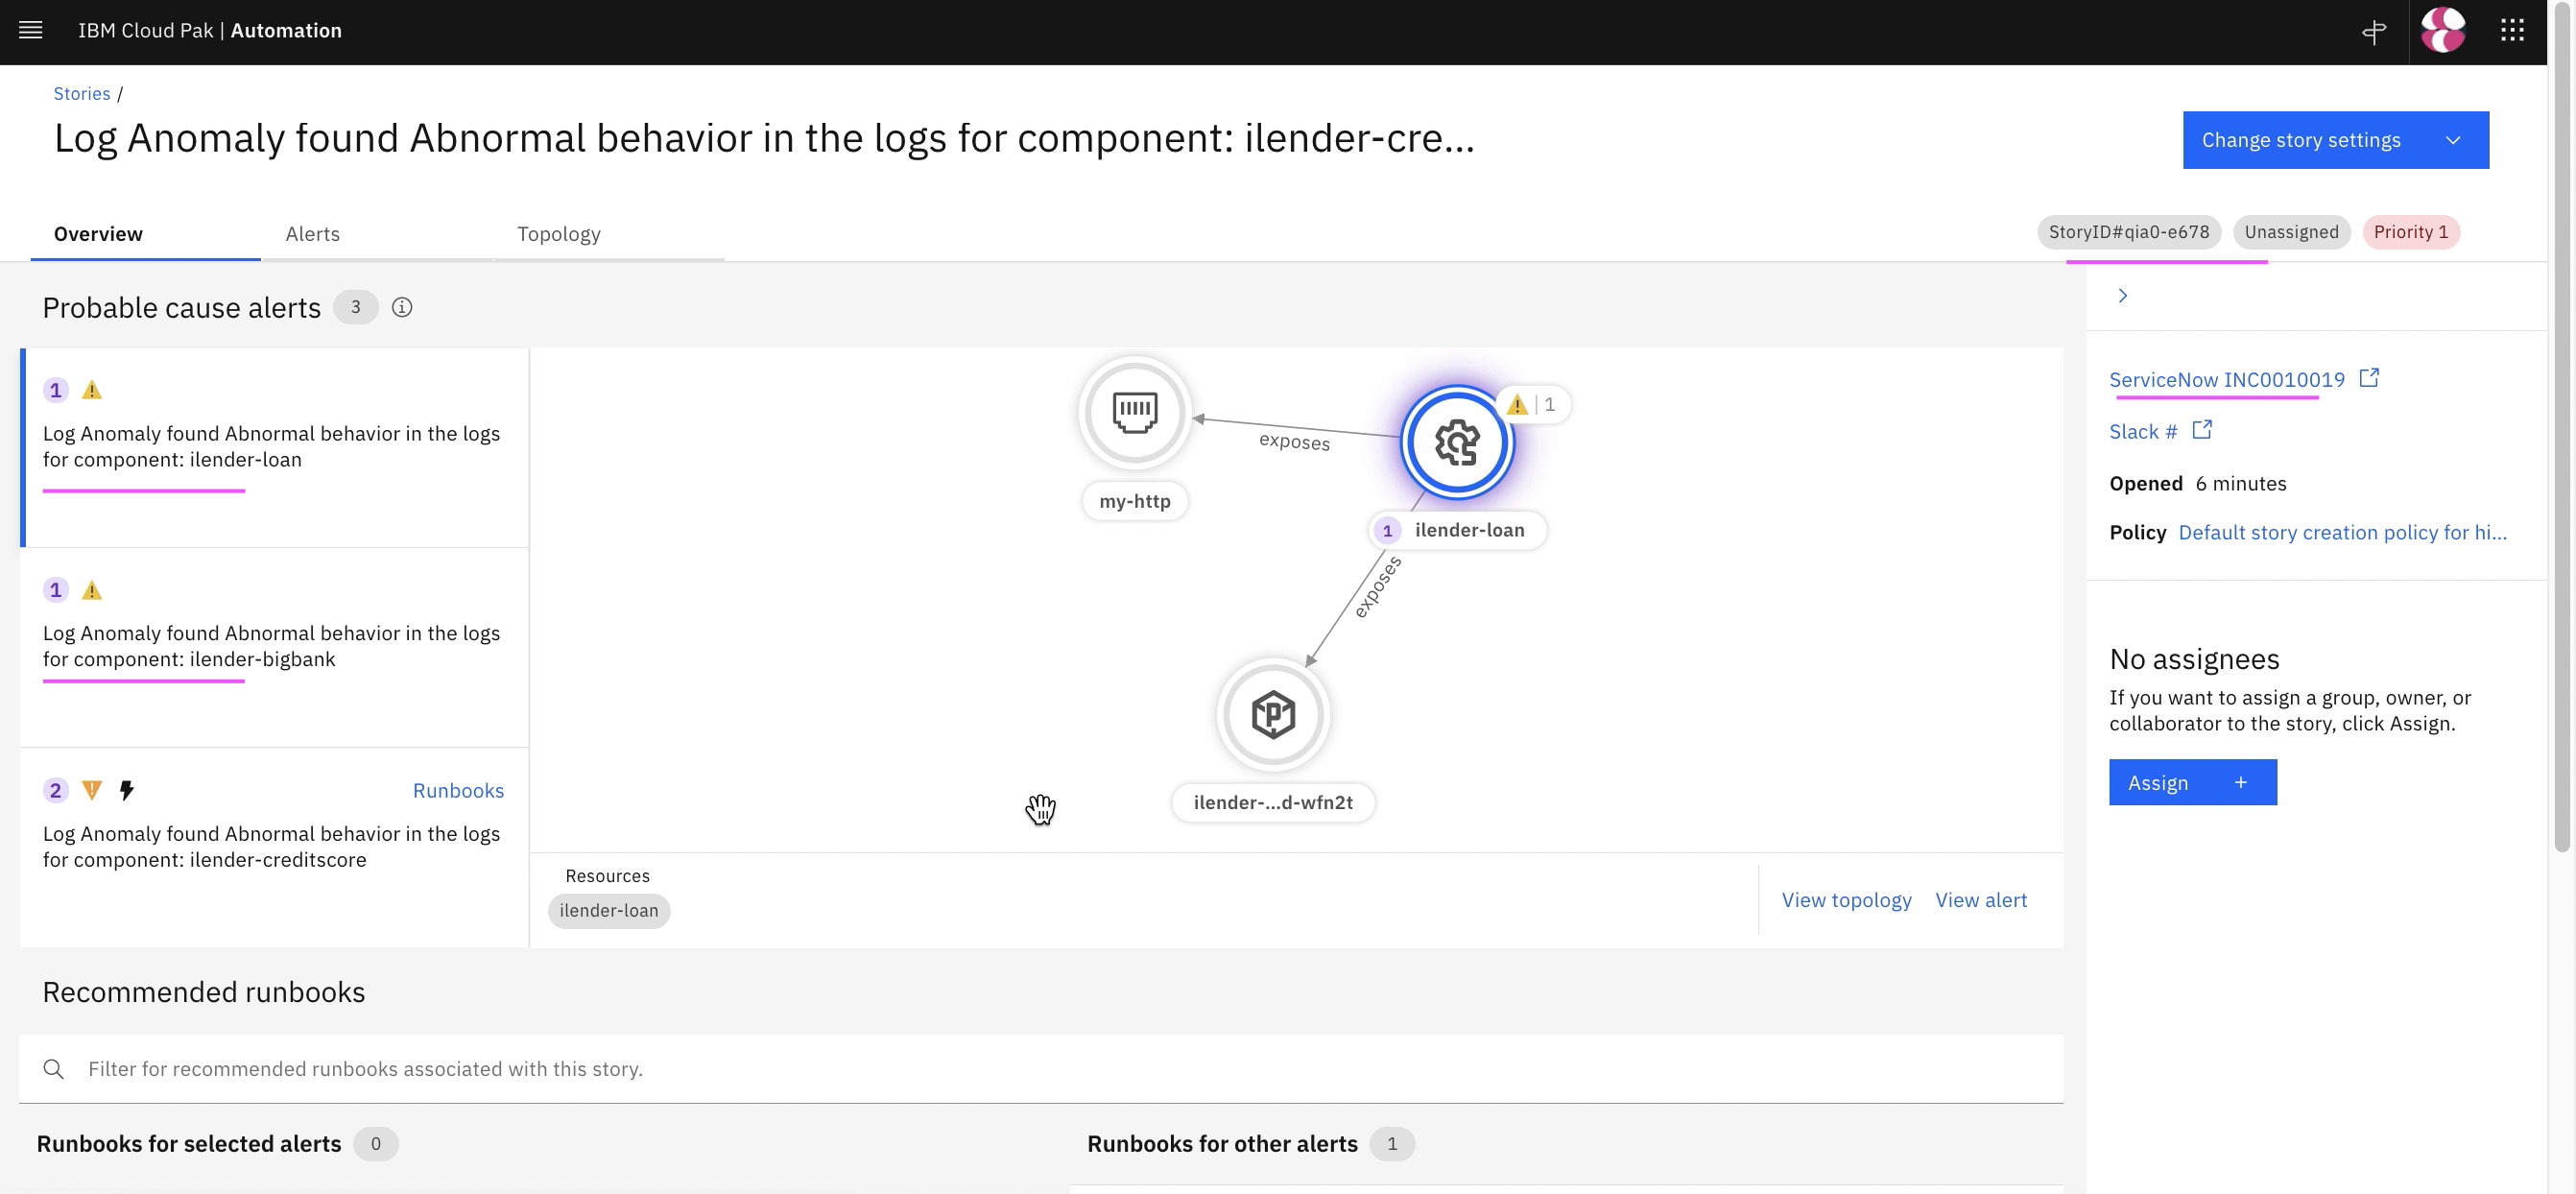 IBM Cloud Pak | Automation
Stories /
Log Anomaly found Abnormal behavior in the logs for component: ilender-cre...
Change story settings
Overview
Alerts
Topology
StoryID#qia0-e678
Unassigned
Priority 1
Probable cause alerts 3
1
Log Anomaly found Abnormal behavior in the logs
for component: ilender-loan
1
Log Anomaly found Abnormal behavior in the logs
for component: ilender-bigbank
2
Runbooks
Log Anomaly found Abnormal behavior in the logs
for component: ilender-creditscore
my-http
exposes
| 1
1 ilender-loan
exposes
P
ilender-...d-wfn2t
Resources
ilender-loan
View topology
View alert
ServiceNow INC0010019
Slack #
Opened 6 minutes
Policy Default story creation policy for hi...
No assignees
If you want to assign a group, owner, or
collaborator to the story, click Assign.
Assign +
Recommended runbooks
Filter for recommended runbooks associated with this story.
Runbooks for selected alerts 0
Runbooks for other alerts 1